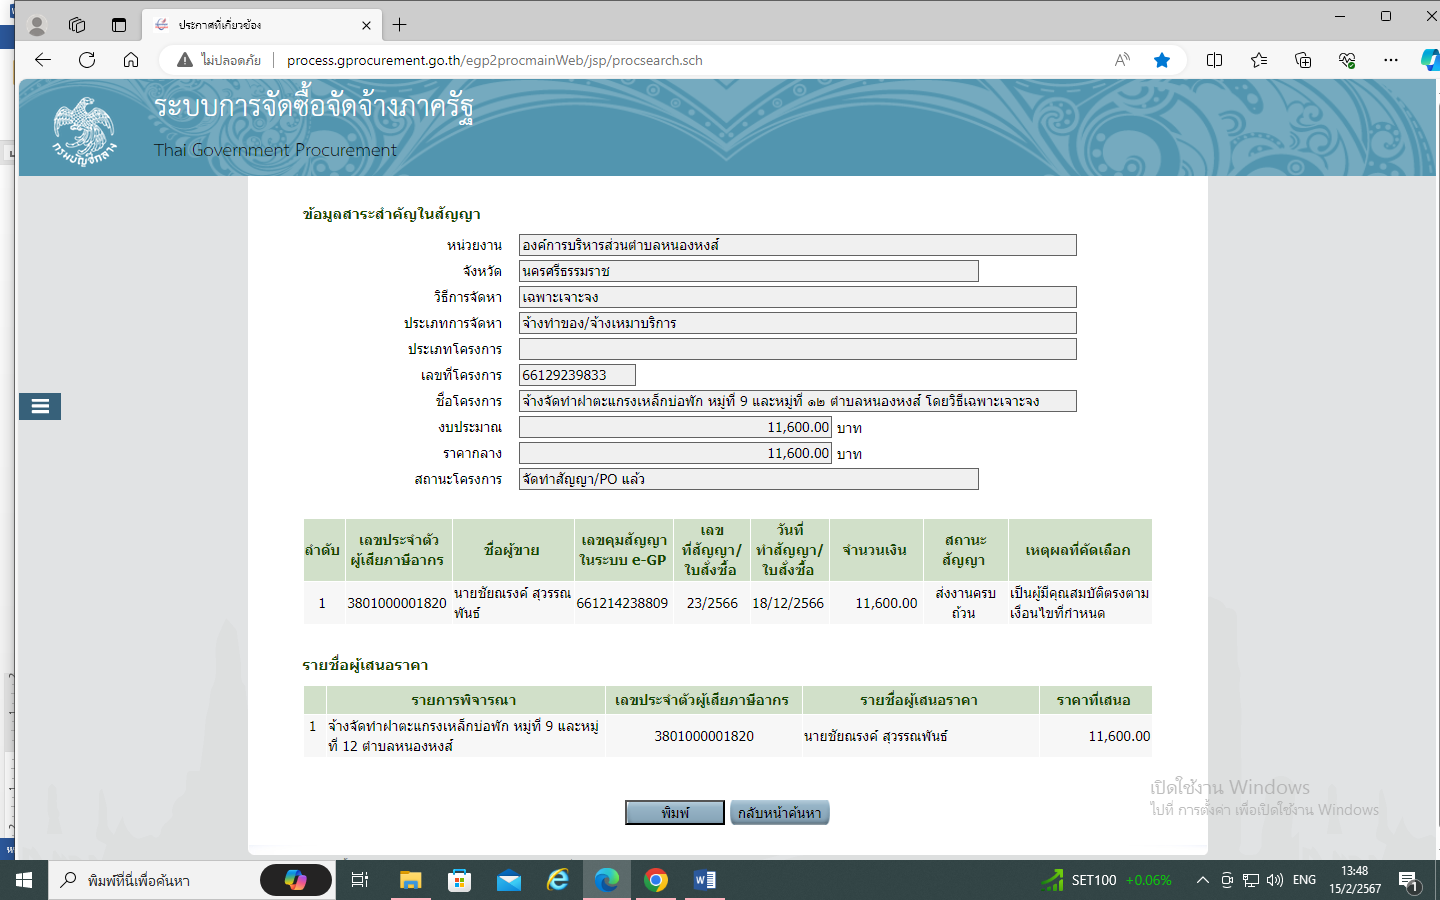 ประกาศที่เกี่ยวข้อง
ไม่ปลอดภัย process.gprocurement.go.th/egp2procmainWeb/jsp/procsearch.sch
ระบบการจัดซื้อจัดจ้างภาครัฐ
Thai Government Procurement
กรมบัญชีกลาง
ข้อมูลสาระสำคัญในสัญญา
หน่วยงาน องค์การบริหารส่วนตำบลหนองหงส์
จังหวัด นครศรีธรรมราช
วิธีการจัดหา เฉพาะเจาะจง
ประเภทการจัดหา จ้างทำของ/จ้างเหมาบริการ
ประเภทโครงการ
เลขที่โครงการ 66129239833
ชื่อโครงการ จ้างจัดทำฝาตะแกรงเหล็กบ่อพัก หมู่ที่ 9 และหมู่ที่ ๑๒ ตำบลหนองหงส์ โดยวิธีเฉพาะเจาะจง
งบประมาณ 11,600.00 บาท
ราคากลาง 11,600.00 บาท
สถานะโครงการ จัดทำสัญญา/PO แล้ว
ลำดับ เลขประจำตัวผู้เสียภาษีอากร ชื่อผู้ขาย เลขคุมสัญญาในระบบ e-GP เลขที่สัญญา/ใบสั่งซื้อ วันที่ทำสัญญา/ใบสั่งซื้อ จำนวนเงิน สถานะสัญญา เหตุผลที่คัดเลือก
1 3801000001820 นายชัยณรงค์ สุวรรณพันธ์ 661214238809 23/2566 18/12/2566 11,600.00 ส่งงานครบถ้วน เป็นผู้มีคุณสมบัติตรงตามเงื่อนไขที่กำหนด
รายชื่อผู้เสนอราคา
รายการพิจารณา เลขประจำตัวผู้เสียภาษีอากร รายชื่อผู้เสนอราคา ราคาที่เสนอ
1 จ้างจัดทำฝาตะแกรงเหล็กบ่อพัก หมู่ที่ 9 และหมู่ที่ 12 ตำบลหนองหงส์ 3801000001820 นายชัยณรงค์ สุวรรณพันธ์ 11,600.00
พิมพ์ กลับหน้าค้นหา
เปิดใช้งาน Windows
ไปที่ การตั้งค่า เพื่อเปิดใช้งาน Windows
พิมพ์ที่นี่เพื่อค้นหา
SET100 +0.06% ENG 13:48
15/2/2567
1